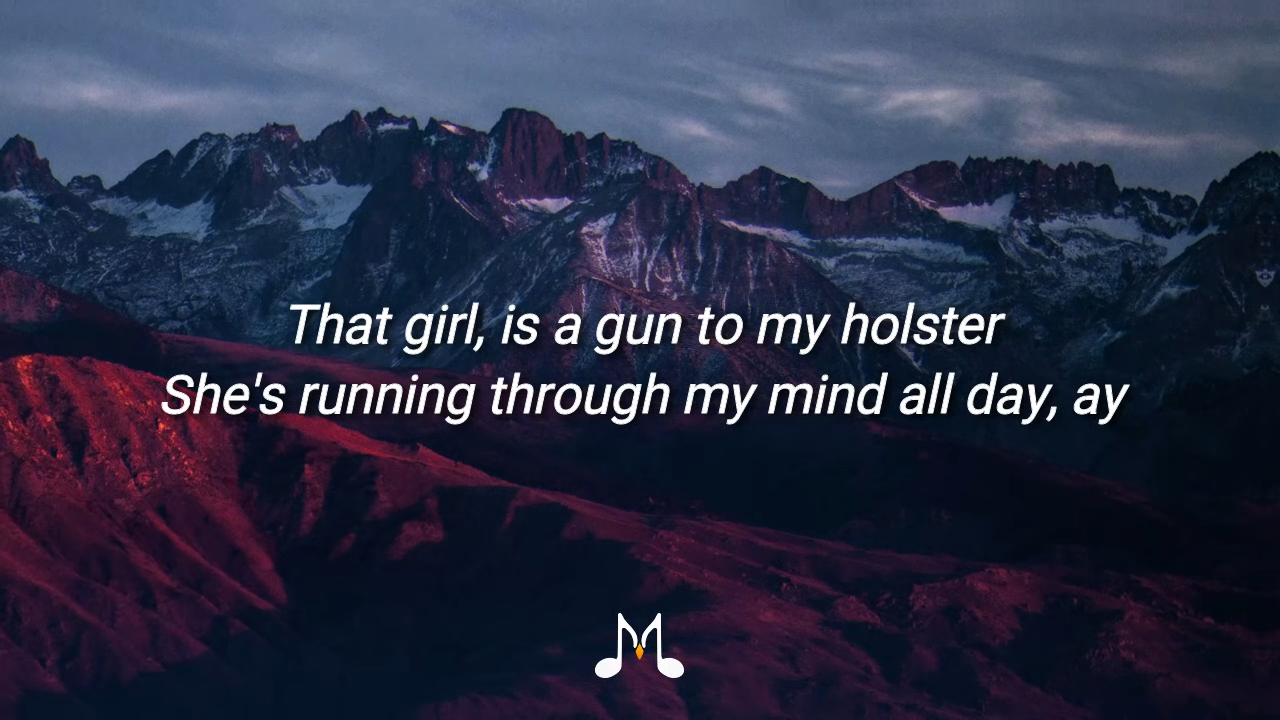 That girl, is a gun to my holster
She's running through my mind all day, ay